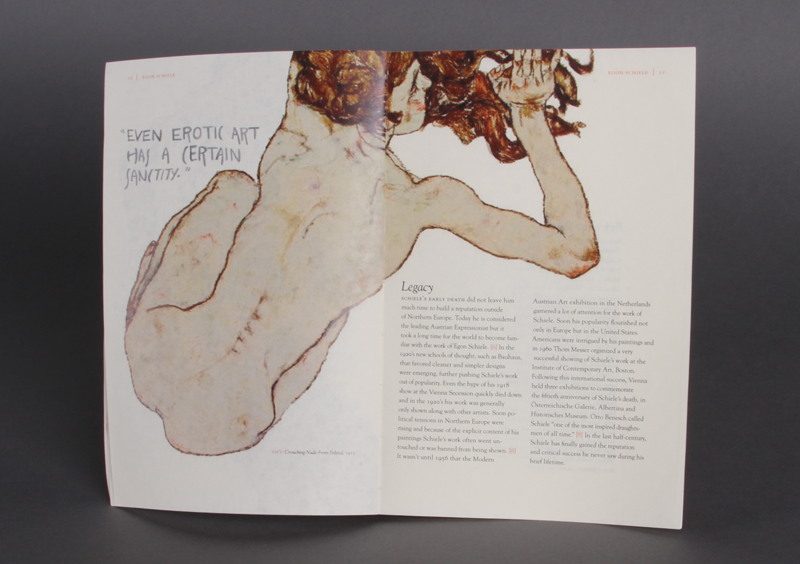 EGON SCHIELE
"EVEN EROTIC ART
HAS A CERTAIN
SANCTITY."
Crouching Nude From Behind,
EGON SCHIELE
Legacy
SCHIELE'S EARLY DEATH did not leave him
much time to build a reputation outside
of Northern Europe. Today he is considered
the leading Austrian Expressionist but it
took a long time for the world to become fam-
iliar with the work of Egon Schiele. [6] In the
1920's new schools of thought, such as Bauhaus,
that favored cleaner and simpler designs
were emerging, further pushing Schiele's work
out of popularity. Even the hype of his 1918
show at the Vienna Secession quickly died down
and in the 1920's his work was generally
only shown along with other artists. Soon po-
litical tensions in Northern Europe were
rising and because of the explicit content of his
paintings Schiele's work often went un-
touched or was banned from being shown. [6]
It wasn't until 1956 that the Modern
Austrian Art exhibition in the Netherlands
garnered a lot of attention for the work of
Schiele. Soon his popularity flourished not
only in Europe but in the United States.
Americans were intrigued by his paintings and
in 1960 Thom Messer organized a very
successful showing of Schiele's work at the
Institute of Contemporary Art, Boston.
Following this international success, Vienna
held three exhibitions to commemorate
the fiftieth anniversary of Schiele's death, in
Österreichische Galerie, Albertina and
Historisches Museum. Otto Benesch called
Schiele "one of the most inspired draughts-
men of all time." [6] In the last half-century,
Schiele has finally gained the reputation
and critical success he never saw during his
brief lifetime.